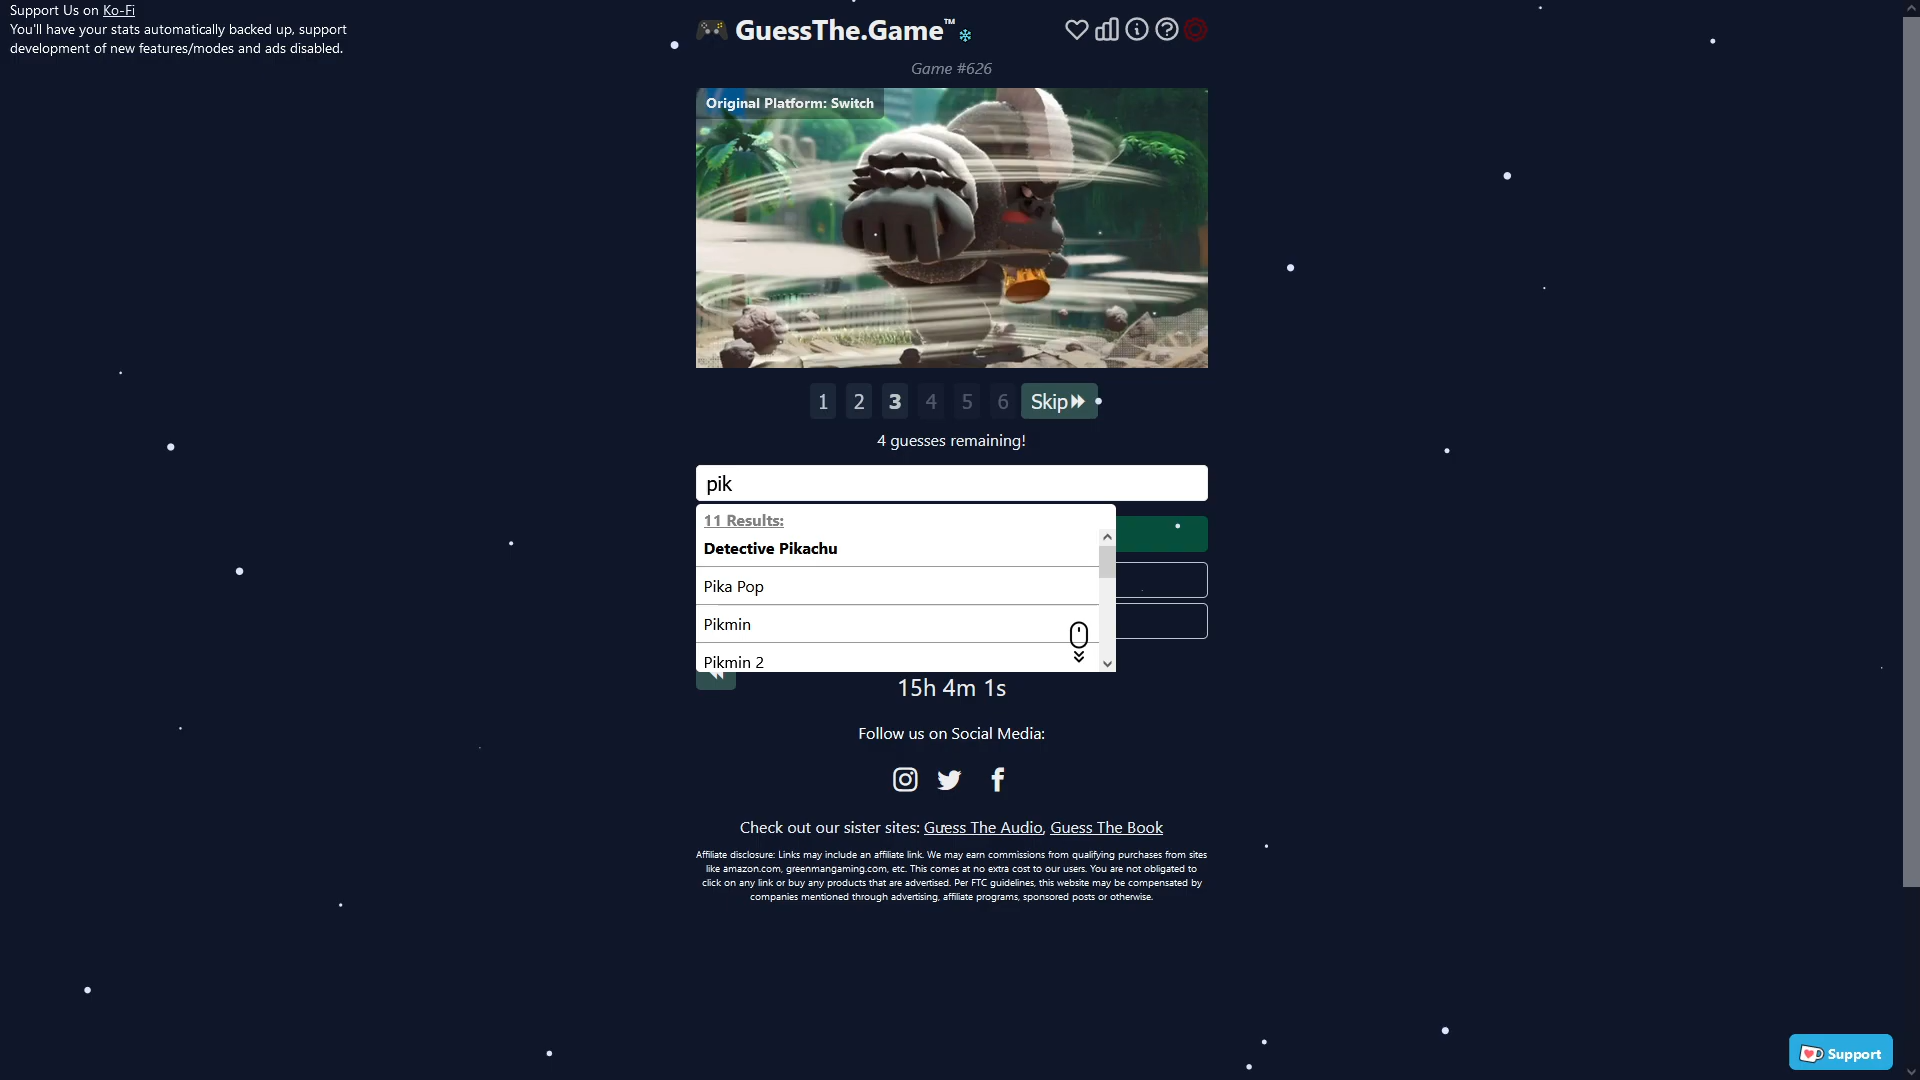 Support Us on Ko-Fi
You'll have your stats automatically backed up, support
development of new features/modes and ads disabled.
GuessThe.Game™
Game #626
Original Platform: Switch
1 2 3 4 5 6 Skip
4 guesses remaining!
pik
11 Results:
Detective Pikachu
Pika Pop
Pikmin
Pikmin 2
15h 4m 1s
Follow us on Social Media:
Check out our sister sites: Guess The Audio, Guess The Book
Affiliate disclosure: Links may include an affiliate link. We may earn commissions from qualifying purchases from sites
like amazon.com, greenmangaming.com, etc. This comes at no extra cost to our users. You are not obligated to
click on any link or buy any products that are advertised. Per FTC guidelines, this website may be compensated by
companies mentioned through advertising, affiliate programs, sponsored posts or otherwise.
Support